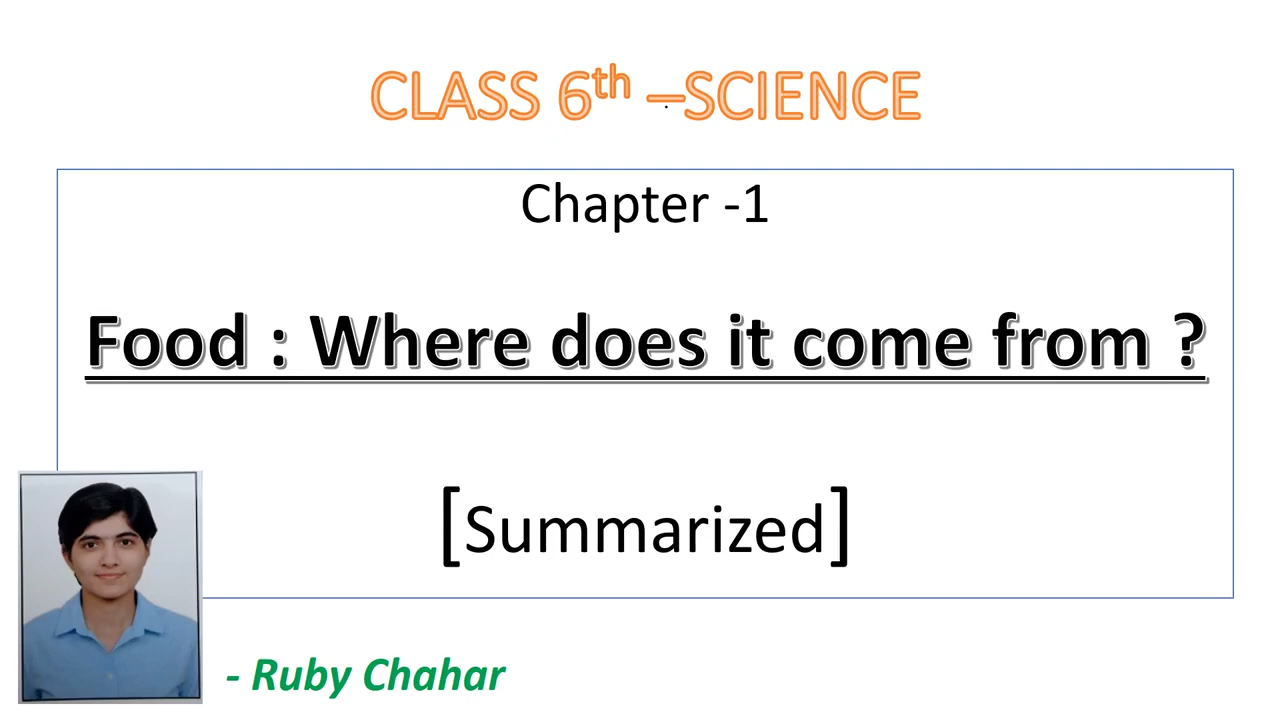 CLASS 6th –SCIENCE
Chapter -1
Food : Where does it come from ?
[Summarized]
- Ruby Chahar